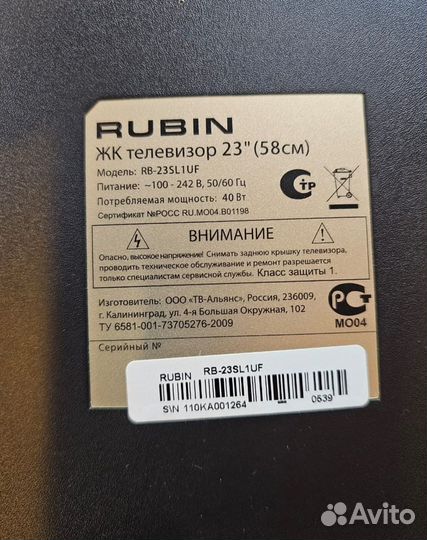 RUBIN
ЖК телевизор 23" (58см)
Модель: RB-23SL1UF
Питание: ~100 - 242 В, 50/60 Гц
Потребляемая мощность: 40 Вт
Сертификат №РОСС RU.МО04.В01198
ТР
ВНИМАНИЕ
Опасно, высокое напряжение! Снимать заднюю крышку телевизора,
проводить техническое обслуживание и ремонт разрешается
только специалистам сервисной службы. Класс защиты 1.
Изготовитель: ООО «ТВ-Альянс», Россия, 236009,
г. Калининград, ул. 4-я Большая Окружная, 102
ТУ 6581-001-73705276-2009
МО04
Серийный №
RUBIN RB-23SL1UF
S\N 110KA001264
0539
Avito